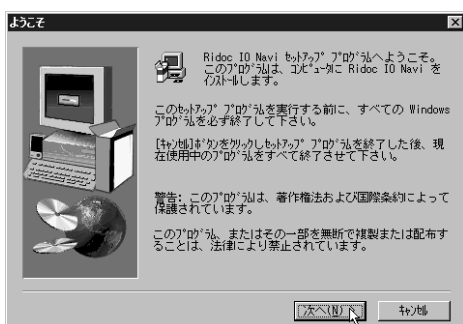 ようこそ
Ridoc IO Navi ｾｯﾄｱｯﾌﾟ ﾌﾟﾛｸﾞﾗﾑへようこそ。
このﾌﾟﾛｸﾞﾗﾑは、ｺﾝﾋﾟｭｰﾀに Ridoc IO Navi を
ｲﾝｽﾄｰﾙします。
このｾｯﾄｱｯﾌﾟ ﾌﾟﾛｸﾞﾗﾑを実行する前に、すべての Windows
ﾌﾟﾛｸﾞﾗﾑを必ず終了して下さい。
[ｷｬﾝｾﾙ]ﾎﾞﾀﾝをｸﾘｯｸしｾｯﾄｱｯﾌﾟ ﾌﾟﾛｸﾞﾗﾑを終了した後、現
在使用中のﾌﾟﾛｸﾞﾗﾑをすべて終了させて下さい。
警告: このﾌﾟﾛｸﾞﾗﾑは、著作権法および国際条約によって
保護されています。
このﾌﾟﾛｸﾞﾗﾑ、またはその一部を無断で複製または配布す
ることは、法律により禁止されています。
次へ(N) >
ｷｬﾝｾﾙ